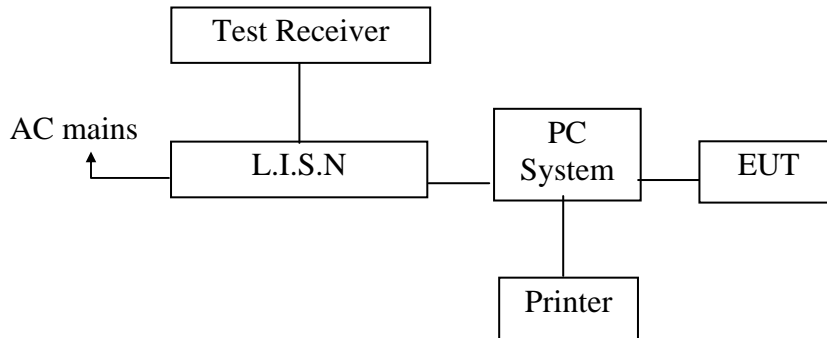 Test Receiver
AC mains
L.I.S.N
PC
System
EUT
Printer